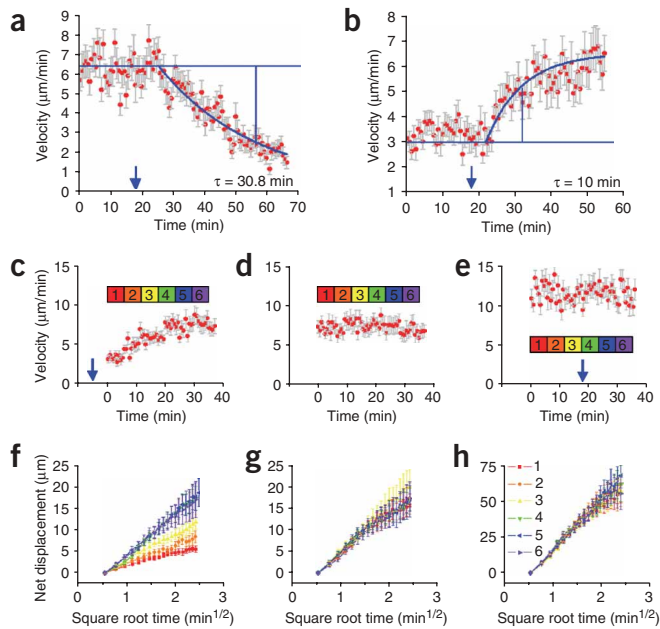 a
Velocity (µm/min)
9
8
7
6
5
4
3
2
1
0
0 10 20 30 40 50 60 70
τ = 30.8 min
Time (min)
b
Velocity (µm/min)
8
7
6
5
4
3
2
1
0 10 20 30 40 50 60
τ = 10 min
Time (min)
c
Velocity (µm/min)
15
10
5
0
1 2 3 4 5 6
0 10 20 30 40
Time (min)
d
15
10
5
0
1 2 3 4 5 6
0 10 20 30 40
Time (min)
e
15
10
5
0
1 2 3 4 5 6
0 10 20 30 40
Time (min)
f
Net displacement (µm)
25
20
15
10
5
0
0 1 2 3
Square root time (min1/2)
g
25
20
15
10
5
0
0 1 2 3
Square root time (min1/2)
h
75
50
25
0
1
2
3
4
5
6
0 1 2 3
Square root time (min1/2)